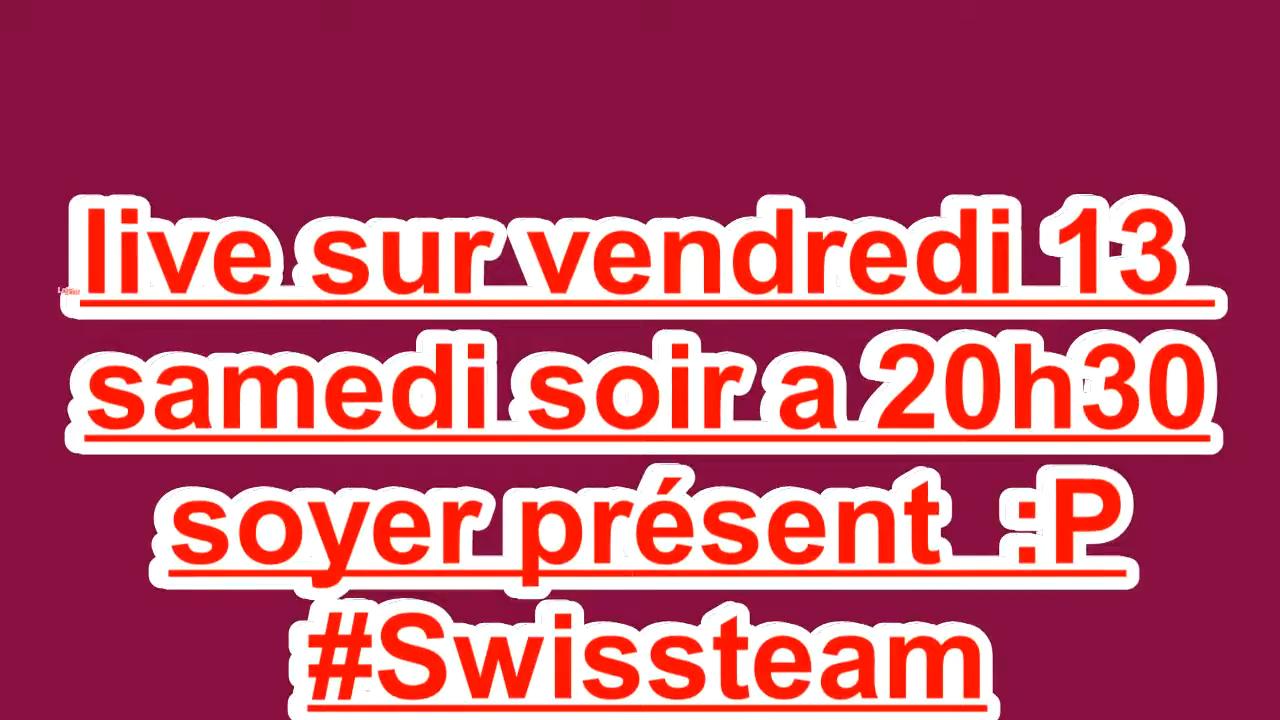 live sur vendredi 13
samedi soir a 20h30
soyer présent :P
#Swissteam